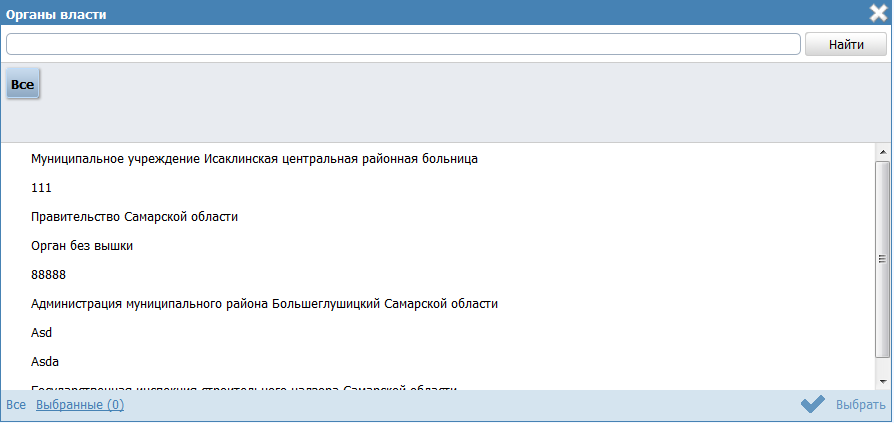 Органы власти
Найти
Все
Муниципальное учреждение Исаклинская центральная районная больница
111
Правительство Самарской области
Орган без вышки
88888
Администрация муниципального района Большеглушицкий Самарской области
Asd
Asda
Государственная инспекция строительного надзора Самарской области
Все Выбранные (0) Выбрать